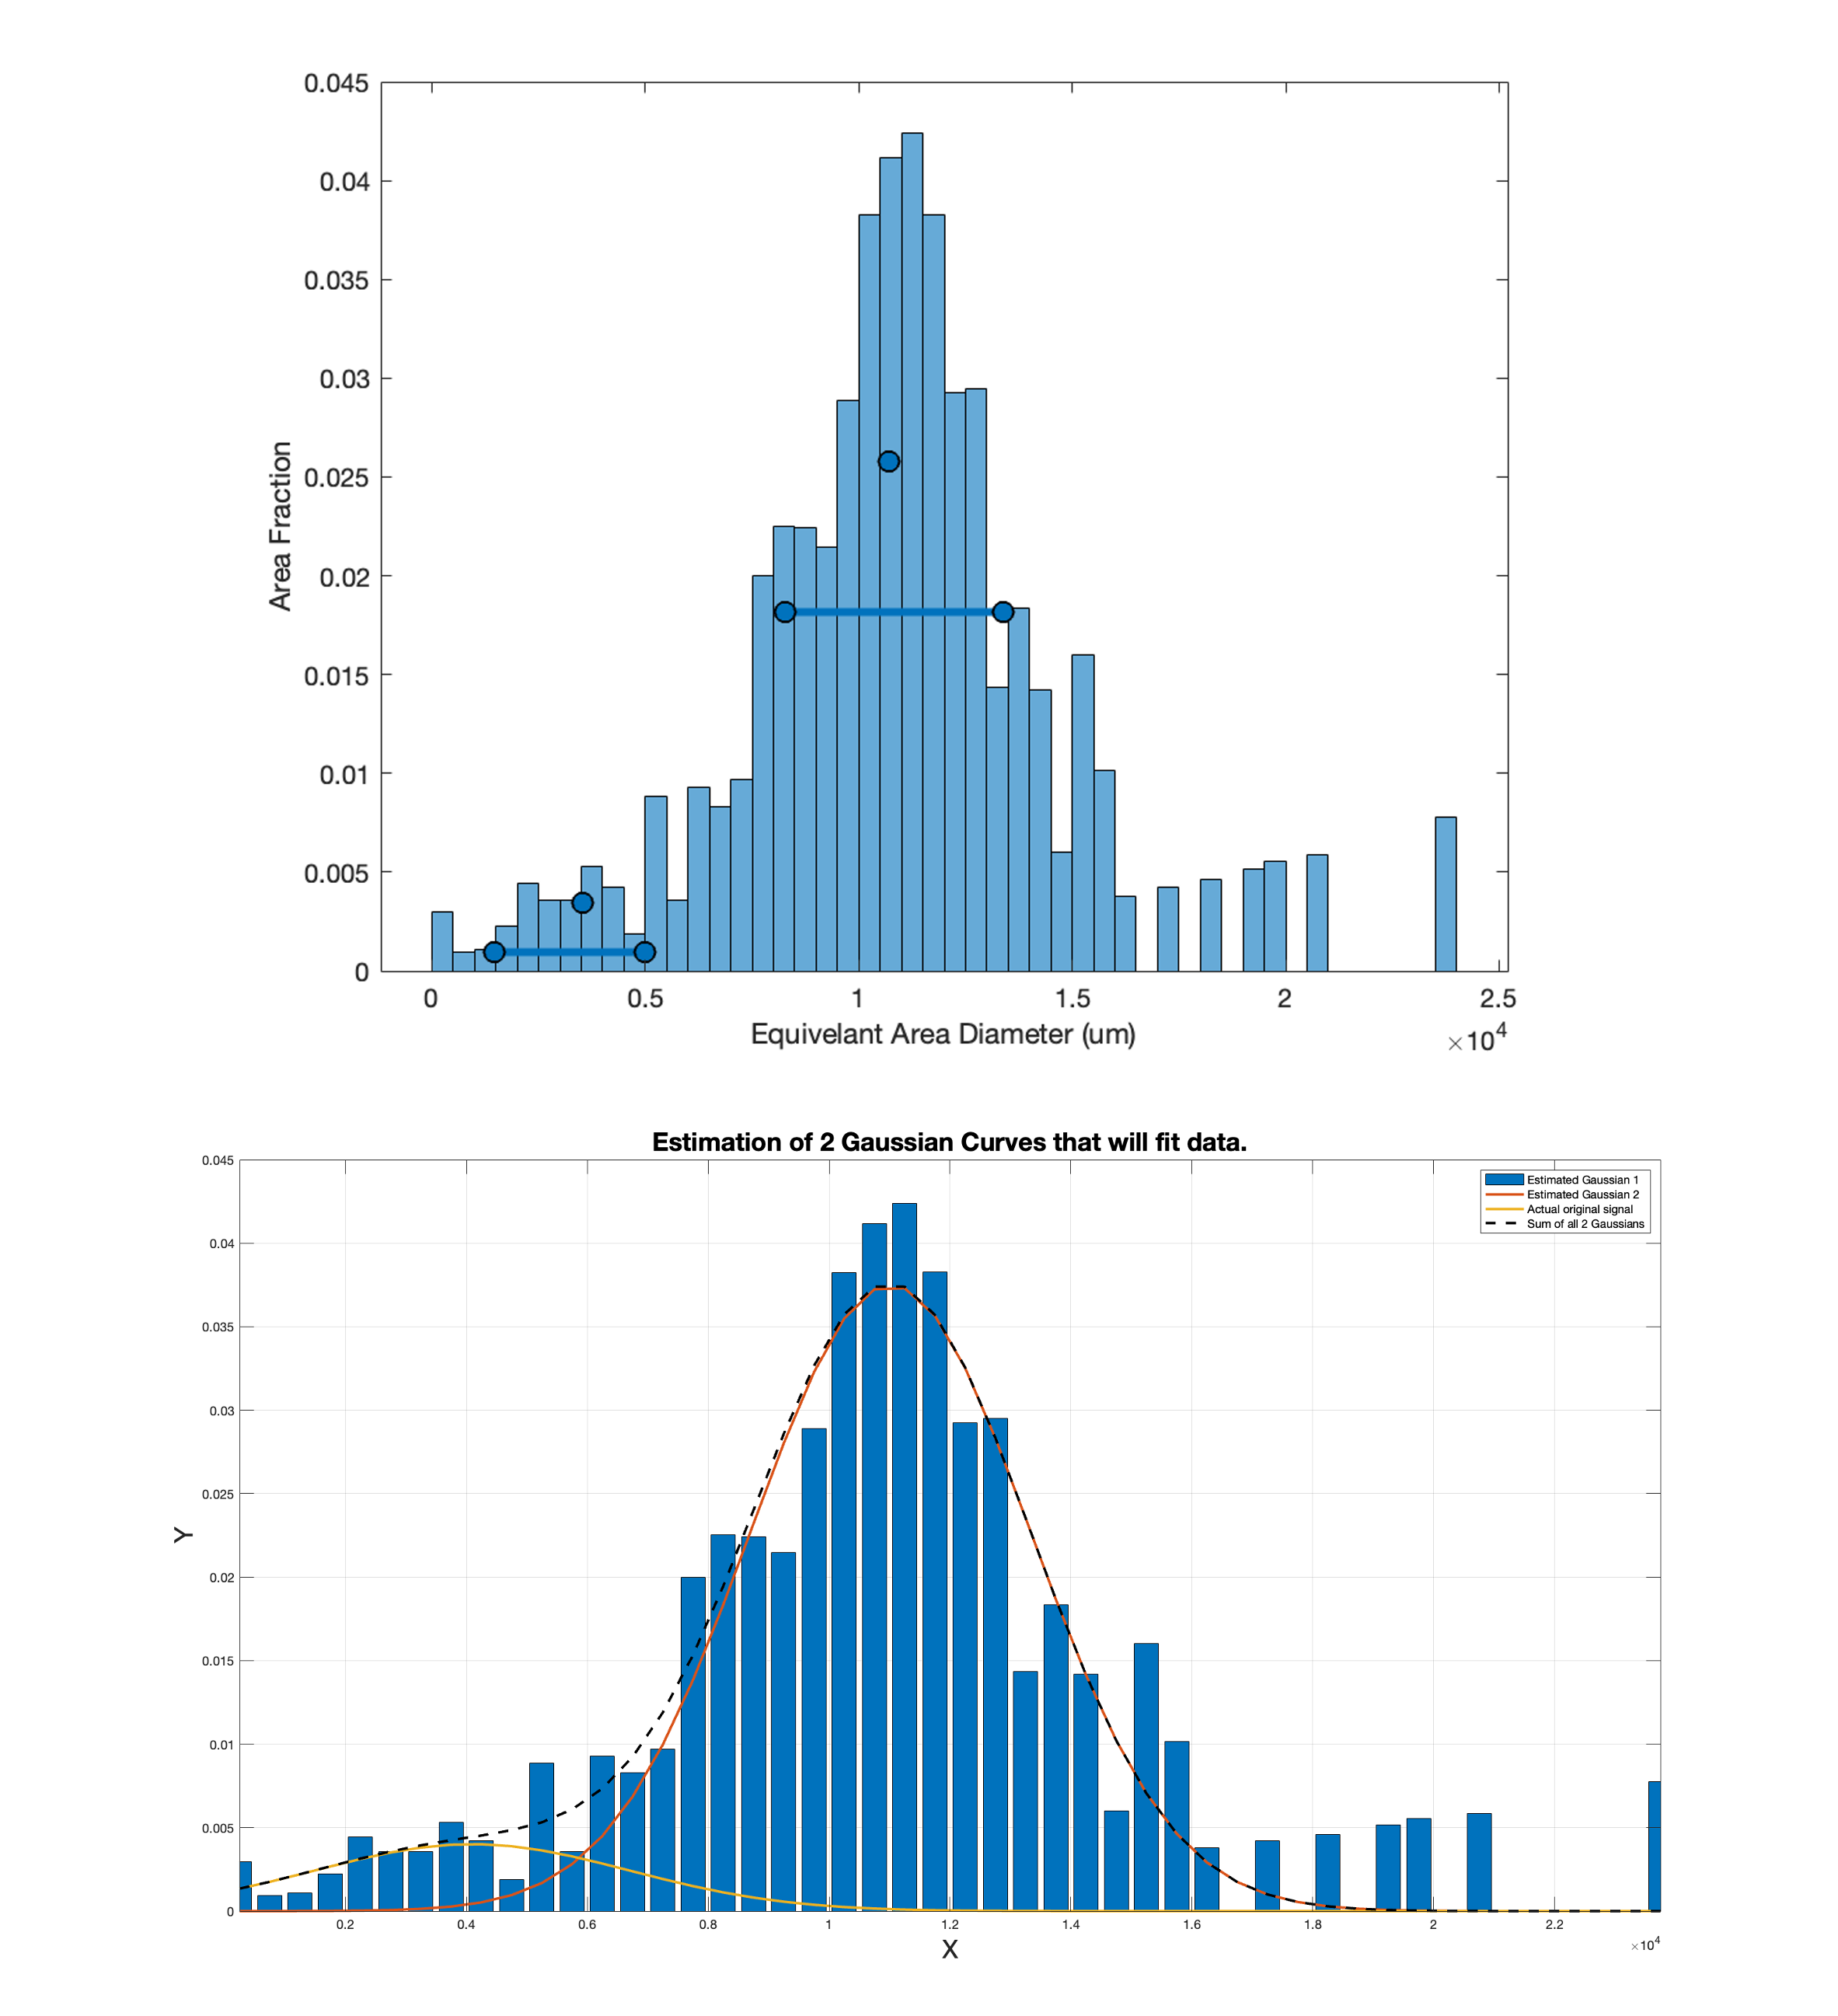 0.045
0.04
0.035
0.03
0.025
0.02
0.015
0.01
0.005
0
Area Fraction
0 0.5 1 1.5 2 2.5
Equivelant Area Diameter (um)
×10^4
Estimation of 2 Gaussian Curves that will fit data.
0.045
0.04
0.035
0.03
0.025
0.02
0.015
0.01
0.005
0
Y
Estimated Gaussian 1
Estimated Gaussian 2
Actual original signal
Sum of all 2 Gaussians
0.2 0.4 0.6 0.8 1 1.2 1.4 1.6 1.8 2 2.2
X
×10^4